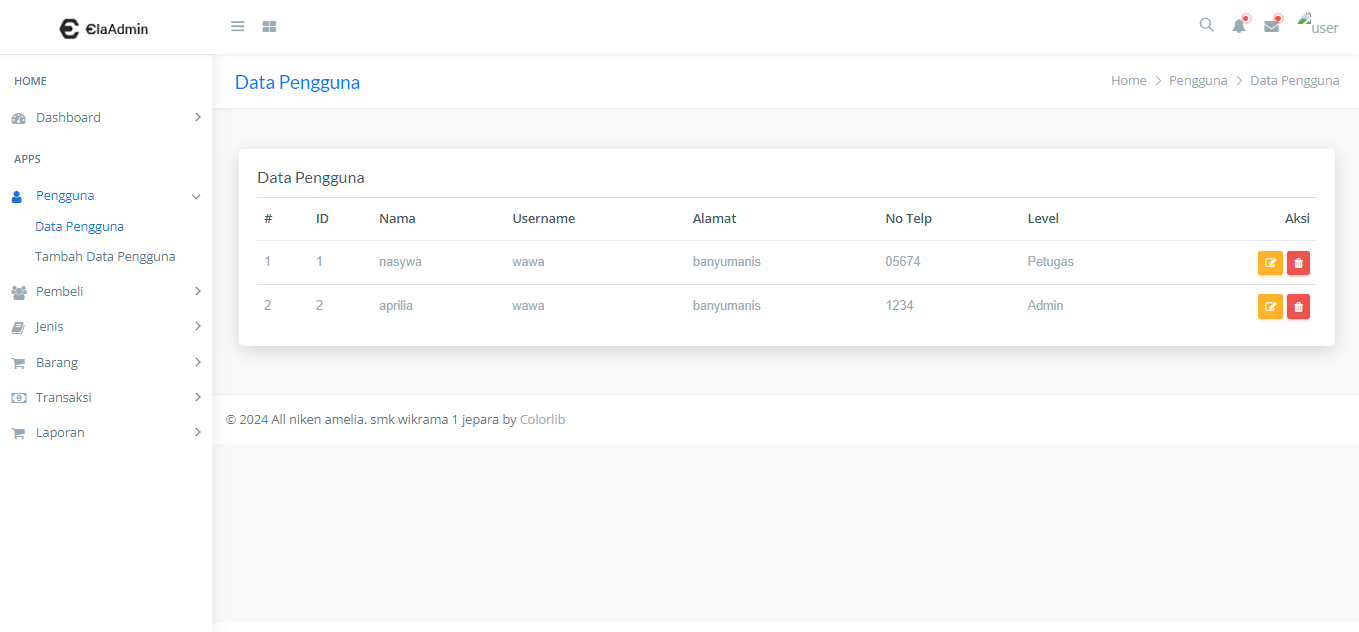 ElaAdmin
user
HOME
Dashboard
APPS
Pengguna
Data Pengguna
Tambah Data Pengguna
Pembeli
Jenis
Barang
Transaksi
Laporan
Data Pengguna
Home > Pengguna > Data Pengguna
Data Pengguna
# ID Nama Username Alamat No Telp Level Aksi
1 1 nasywa wawa banyumanis 05674 Petugas
2 2 aprilia wawa banyumanis 1234 Admin
© 2024 All niken amelia. smk wikrama 1 jepara by Colorlib